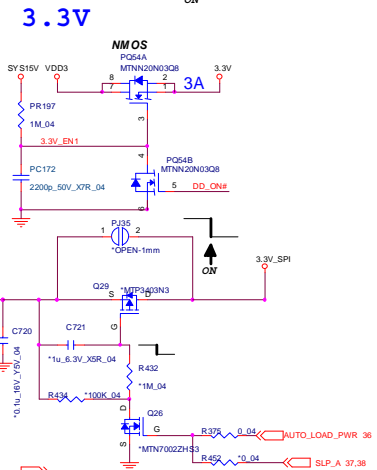 ON
3.3V
NMOS
PQ54A
MTNN20N03Q8
SYS15V
VDD3
3.3V
8
7
2
1
3A
3
PR197
1M_04
3.3V_EN1
4
PQ54B
MTNN20N03Q8
PC172
2200p_50V_X7R_04
5
DD_ON#
6
PJ35
1
2
*OPEN-1mm
ON
3.3V_SPI
Q29
*MTP3403N3
S
D
G
C720
*0.1u_16V_Y5V_04
C721
*1u_6.3V_X5R_04
R432
*1M_04
R434
*100K_04
Q26
D
G
S
*MTN7002ZHS3
R375
0_04
AUTO_LOAD_PWR 36
R452
*0_04
SLP_A 37,38